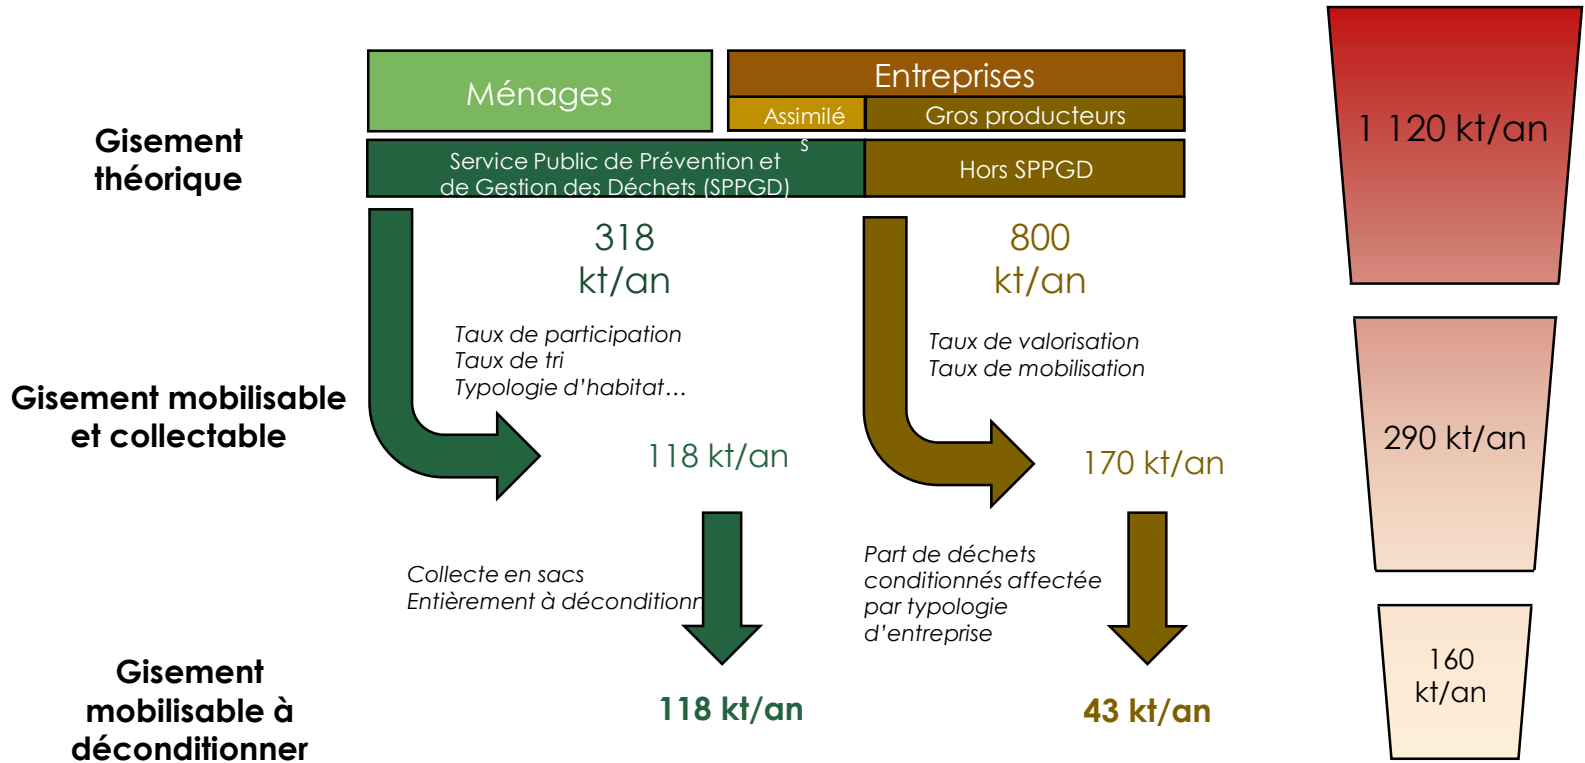 Ménages
Entreprises
Assimilé
s
Gros producteurs
Gisement
théorique
Service Public de Prévention et
de Gestion des Déchets (SPPGD)
Hors SPPGD
1 120 kt/an
318
kt/an
800
kt/an
Taux de participation
Taux de tri
Typologie d’habitat…
Taux de valorisation
Taux de mobilisation
Gisement mobilisable
et collectable
118 kt/an
170 kt/an
290 kt/an
Collecte en sacs
Entièrement à déconditionn
Part de déchets
conditionnés affectée
par typologie
d’entreprise
Gisement
mobilisable à
déconditionner
118 kt/an
43 kt/an
160
kt/an